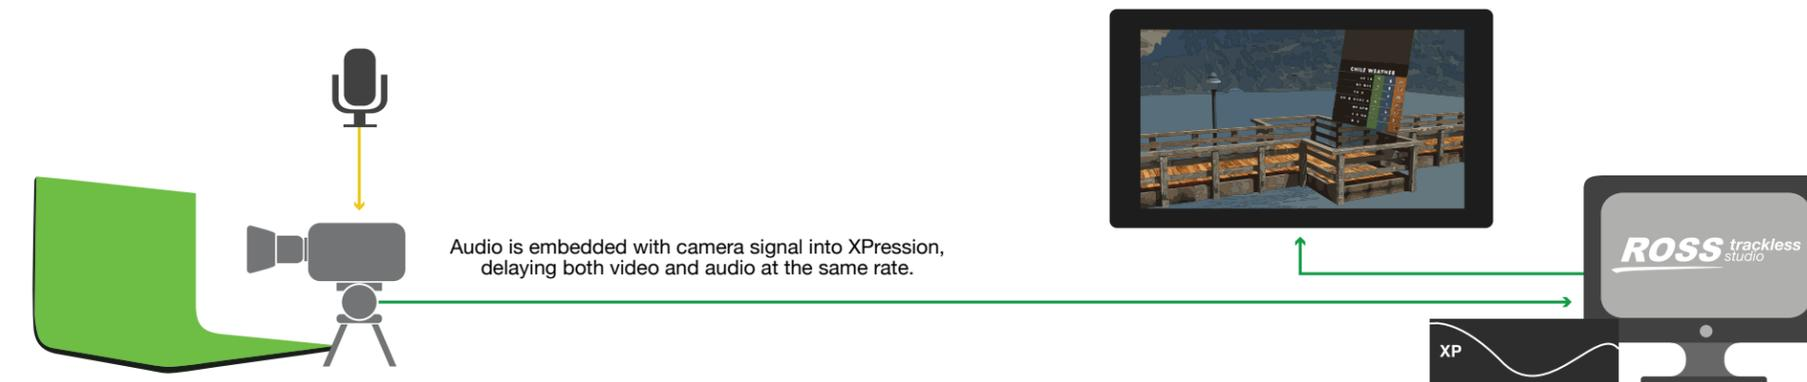 CHILE WEATHER
Audio is embedded with camera signal into XPression,
delaying both video and audio at the same rate.
ROSS trackless
studio
XP